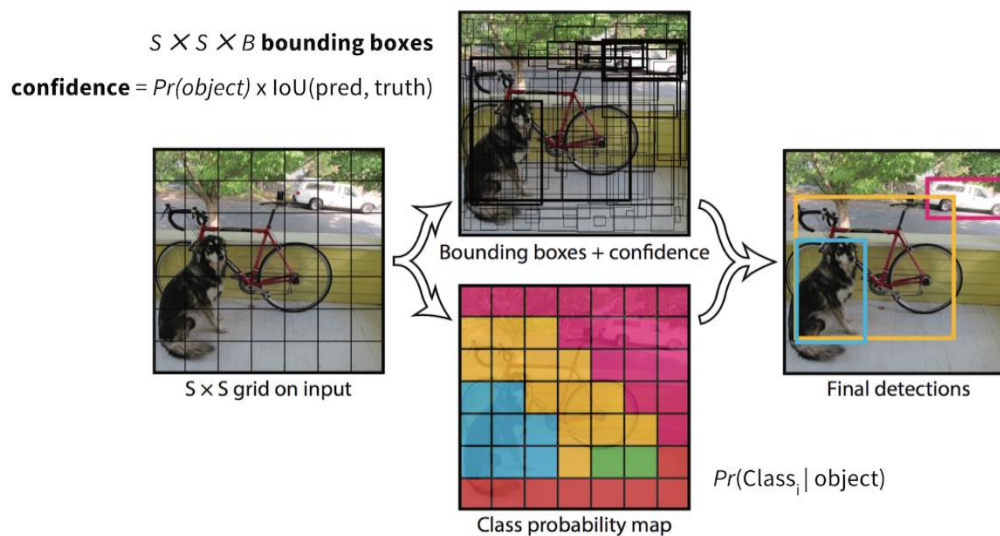 S × S × B bounding boxes
confidence = Pr(object) x IoU(pred, truth)
Bounding boxes + confidence
S × S grid on input
Final detections
Pr(Class_i | object)
Class probability map